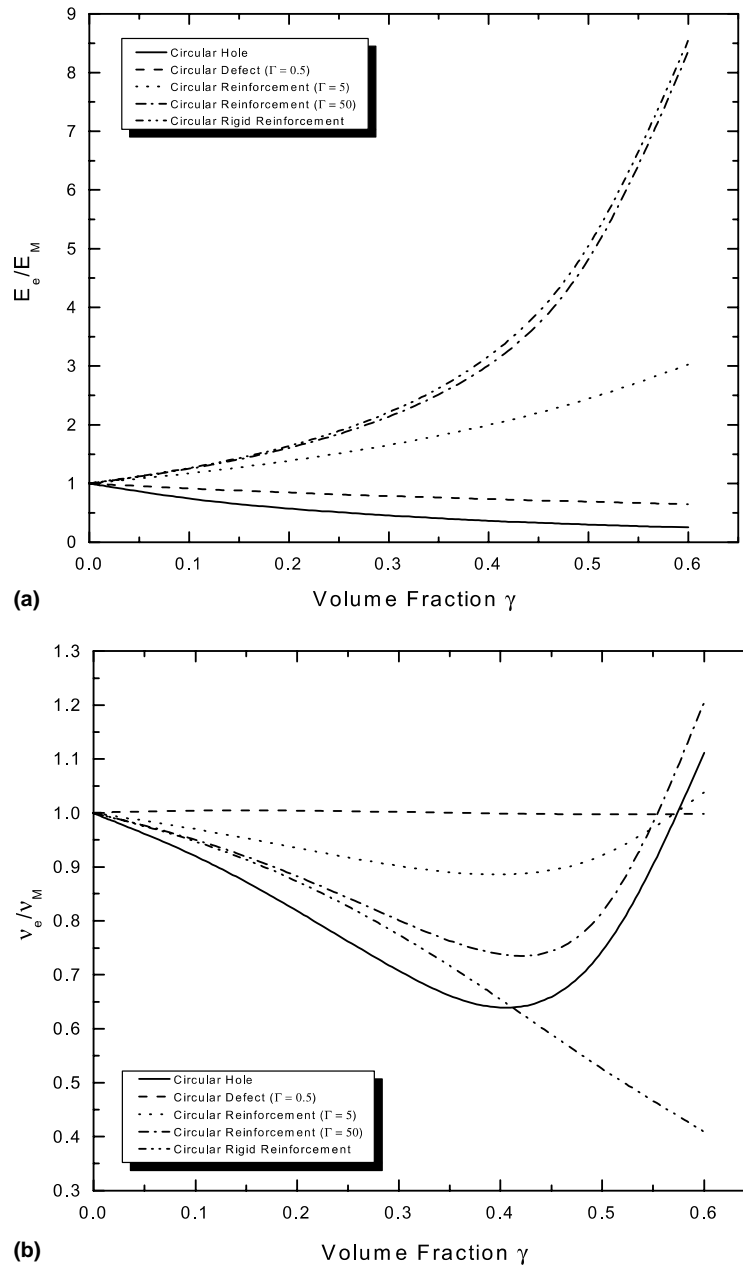 9
8
7
6
5
4
3
2
1
0
E_e/E_M
Circular Hole
Circular Defect (Γ = 0.5)
Circular Reinforcement (Γ = 5)
Circular Reinforcement (Γ = 50)
Circular Rigid Reinforcement
0.0 0.1 0.2 0.3 0.4 0.5 0.6
(a)
Volume Fraction γ
1.3
1.2
1.1
1.0
0.9
0.8
0.7
0.6
0.5
0.4
0.3
ν_e/ν_M
Circular Hole
Circular Defect (Γ = 0.5)
Circular Reinforcement (Γ = 5)
Circular Reinforcement (Γ = 50)
Circular Rigid Reinforcement
0.0 0.1 0.2 0.3 0.4 0.5 0.6
(b)
Volume Fraction γ